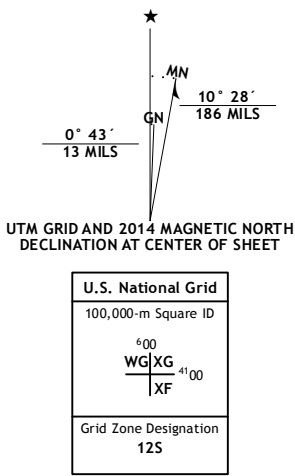 ★
MN
GN
10° 28´
186 MILS
0° 43´
13 MILS
UTM GRID AND 2014 MAGNETIC NORTH
DECLINATION AT CENTER OF SHEET
U.S. National Grid
100,000-m Square ID
⁶00
WG XG
⁴¹00
XF
Grid Zone Designation
12S